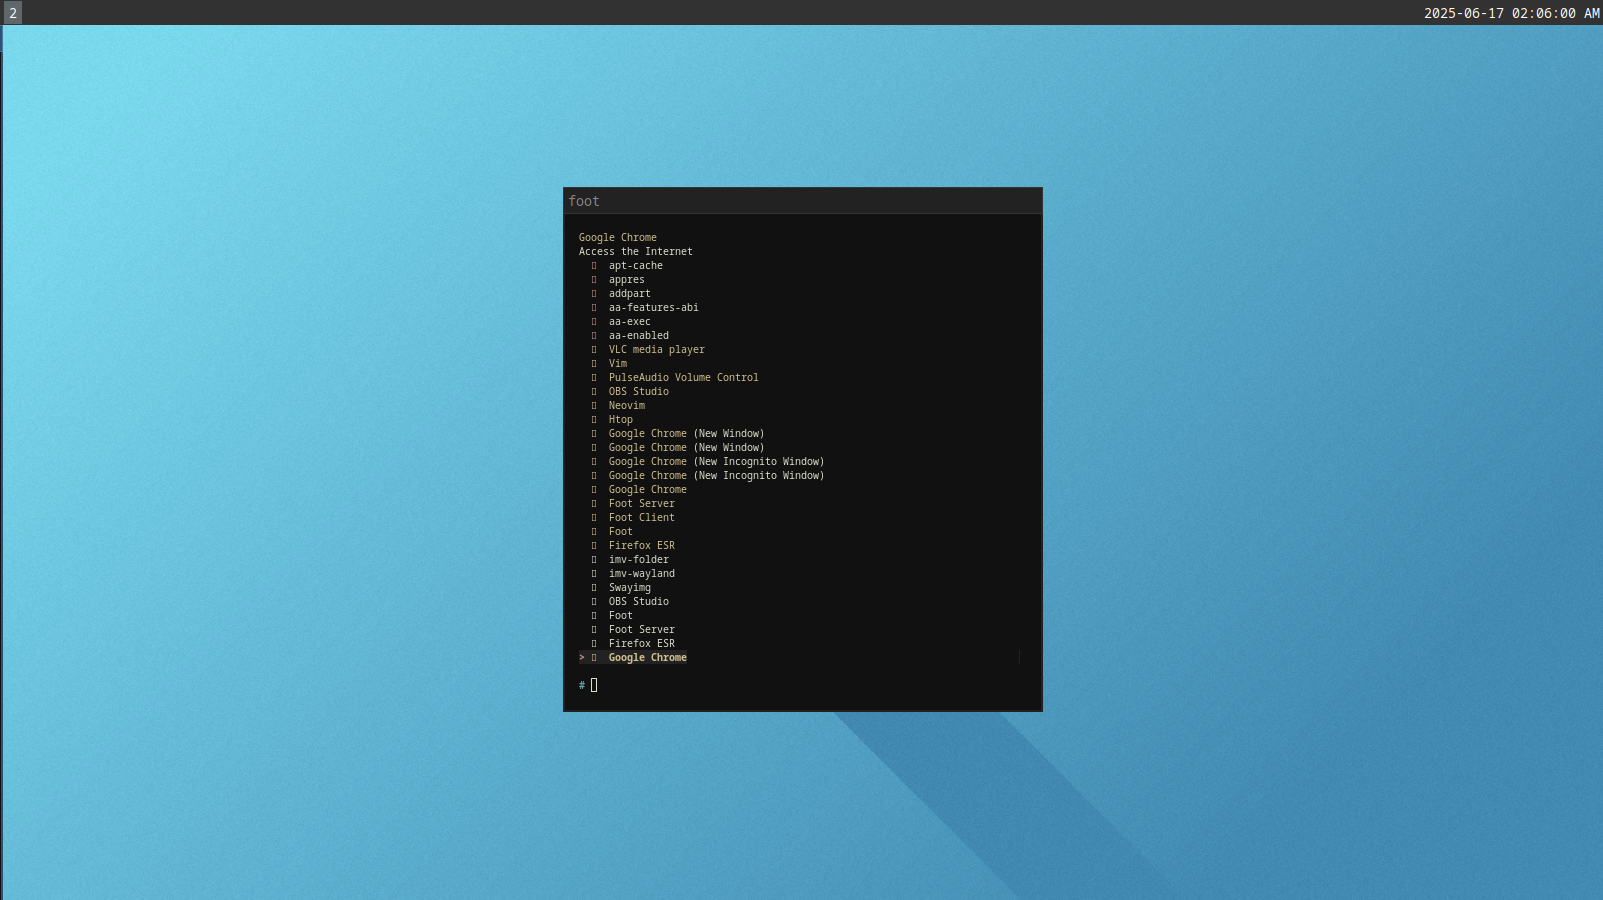 2
2025-06-17 02:06:00 AM
foot
Google Chrome
Access the Internet
apt-cache
appres
addpart
aa-features-abi
aa-exec
aa-enabled
VLC media player
Vim
PulseAudio Volume Control
OBS Studio
Neovim
Htop
Google Chrome (New Window)
Google Chrome (New Window)
Google Chrome (New Incognito Window)
Google Chrome (New Incognito Window)
Google Chrome
Foot Server
Foot Client
Foot
Firefox ESR
imv-folder
imv-wayland
Swayimg
OBS Studio
Foot
Foot Server
Firefox ESR
> Google Chrome
#